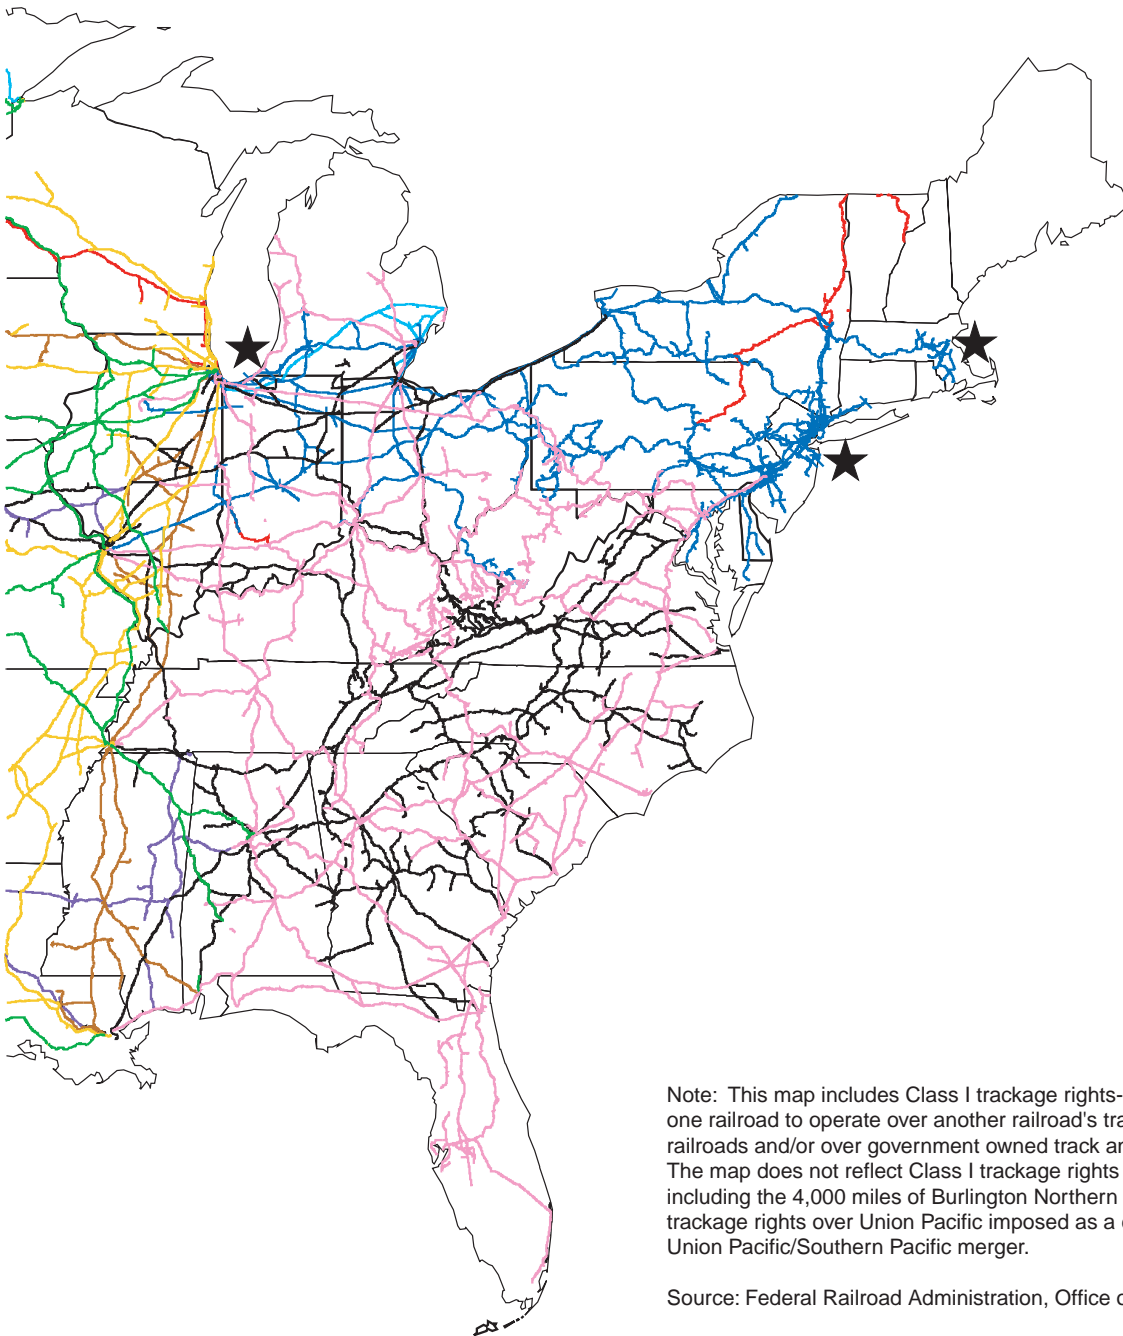 Note: This map includes Class I trackage rights-
one railroad to operate over another railroad's tra
railroads and/or over government owned track an
The map does not reflect Class I trackage rights
including the 4,000 miles of Burlington Northern
trackage rights over Union Pacific imposed as a c
Union Pacific/Southern Pacific merger.
Source: Federal Railroad Administration, Office o